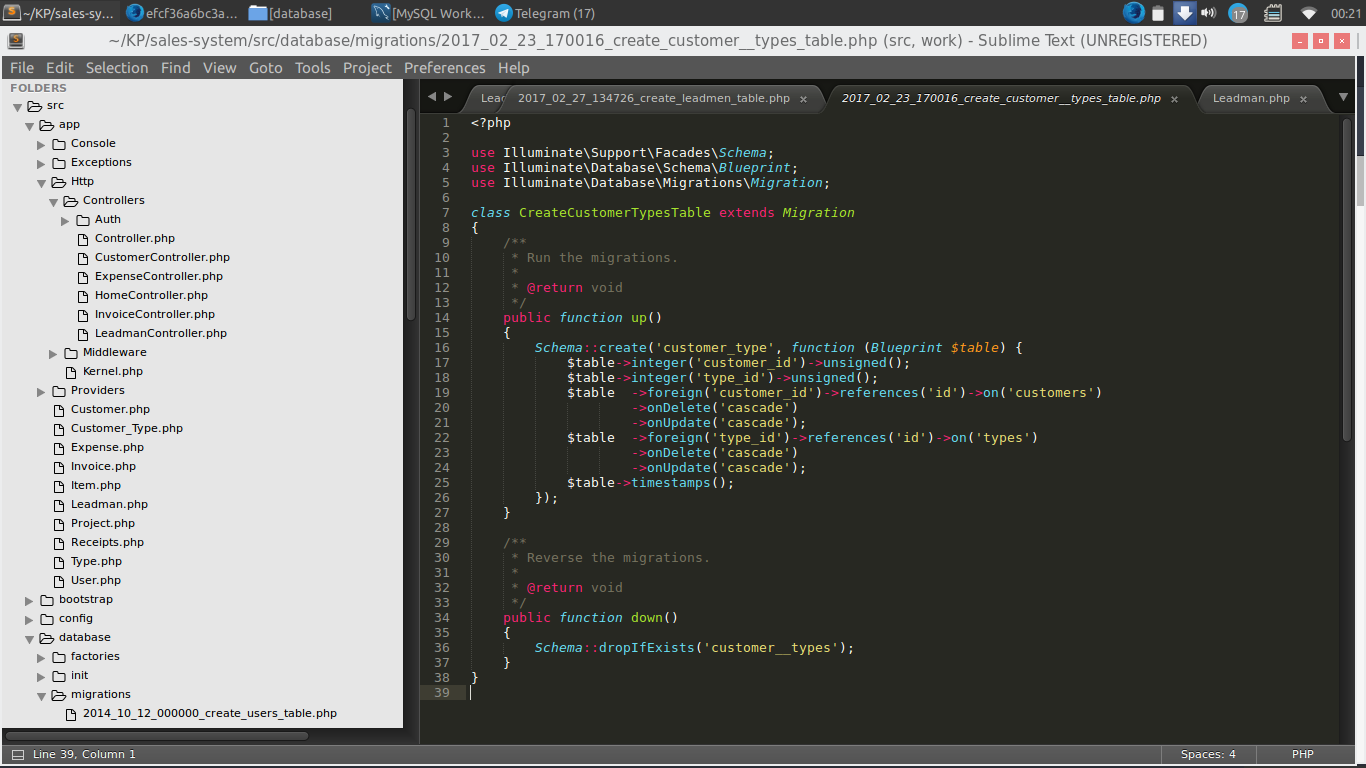 ~/KP/sales-sy...
efcf36a6bc3a...
[database]
[MySQL Work...
Telegram (17)
17
00:21
~/KP/sales-system/src/database/migrations/2017_02_23_170016_create_customer__types_table.php (src, work) - Sublime Text (UNREGISTERED)
File Edit Selection Find View Goto Tools Project Preferences Help
FOLDERS
src
app
Console
Exceptions
Http
Controllers
Auth
Controller.php
CustomerController.php
ExpenseController.php
HomeController.php
InvoiceController.php
LeadmanController.php
Middleware
Kernel.php
Providers
Customer.php
Customer_Type.php
Expense.php
Invoice.php
Item.php
Leadman.php
Project.php
Receipts.php
Type.php
User.php
bootstrap
config
database
factories
init
migrations
2014_10_12_000000_create_users_table.php
Lead
2017_02_27_134726_create_leadmen_table.php ×
2017_02_23_170016_create_customer__types_table.php ×
Leadman.php ×
1 <?php
2
3 use Illuminate\Support\Facades\Schema;
4 use Illuminate\Database\Schema\Blueprint;
5 use Illuminate\Database\Migrations\Migration;
6
7 class CreateCustomerTypesTable extends Migration
8 {
9     /**
10      * Run the migrations.
11      *
12      * @return void
13      */
14     public function up()
15     {
16         Schema::create('customer_type', function (Blueprint $table) {
17             $table->integer('customer_id')->unsigned();
18             $table->integer('type_id')->unsigned();
19             $table  ->foreign('customer_id')->references('id')->on('customers')
20                     ->onDelete('cascade')
21                     ->onUpdate('cascade');
22             $table  ->foreign('type_id')->references('id')->on('types')
23                     ->onDelete('cascade')
24                     ->onUpdate('cascade');
25             $table->timestamps();
26         });
27     }
28
29     /**
30      * Reverse the migrations.
31      *
32      * @return void
33      */
34     public function down()
35     {
36         Schema::dropIfExists('customer__types');
37     }
38 }
39
Line 39, Column 1
Spaces: 4
PHP